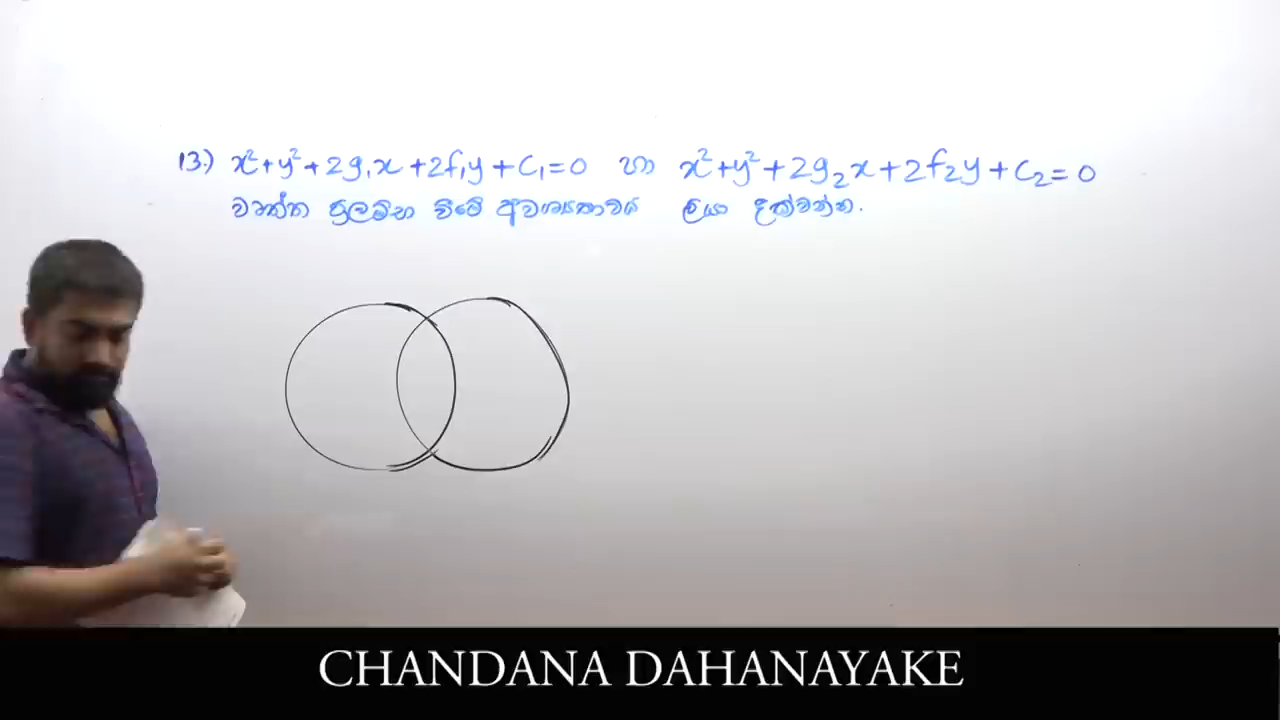 13.) x²+y²+2g₁x+2f₁y+c₁=0 හා x²+y²+2g₂x+2f₂y+c₂=0
වෘත්ත ප්‍රලම්භ වීමේ අවශ්‍යතාවය ලියා දක්වන්න.
CHANDANA DAHANAYAKE